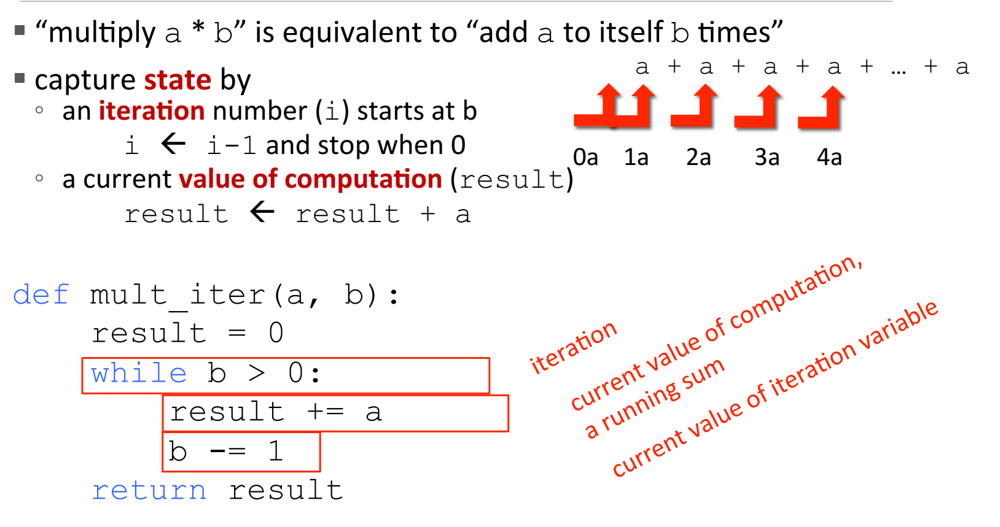 ▪ “multiply a * b” is equivalent to “add a to itself b times”
a + a + a + a + … + a
▪ capture state by
◦ an iteration number (i) starts at b
i ← i-1 and stop when 0
0a 1a 2a 3a 4a
◦ a current value of computation (result)
result ← result + a
def mult_iter(a, b):
result = 0
while b > 0:
result += a
b -= 1
return result
iteration
current value of computation,
a running sum
current value of iteration variable